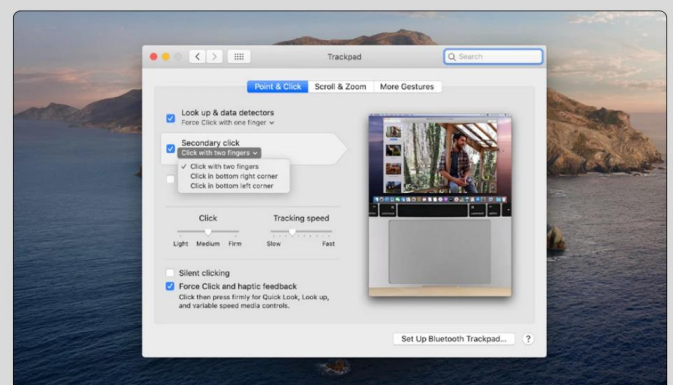 Trackpad
Search
Point & Click
Scroll & Zoom
More Gestures
Look up & data detectors
Force Click with one finger
Secondary click
Click with two fingers
✓ Click with two fingers
Click in bottom right corner
Click in bottom left corner
Click
Tracking speed
Light Medium Firm
Slow Fast
Silent clicking
Force Click and haptic feedback
Click then press firmly for Quick Look, Look up,
and variable speed media controls.
Set Up Bluetooth Trackpad...
?